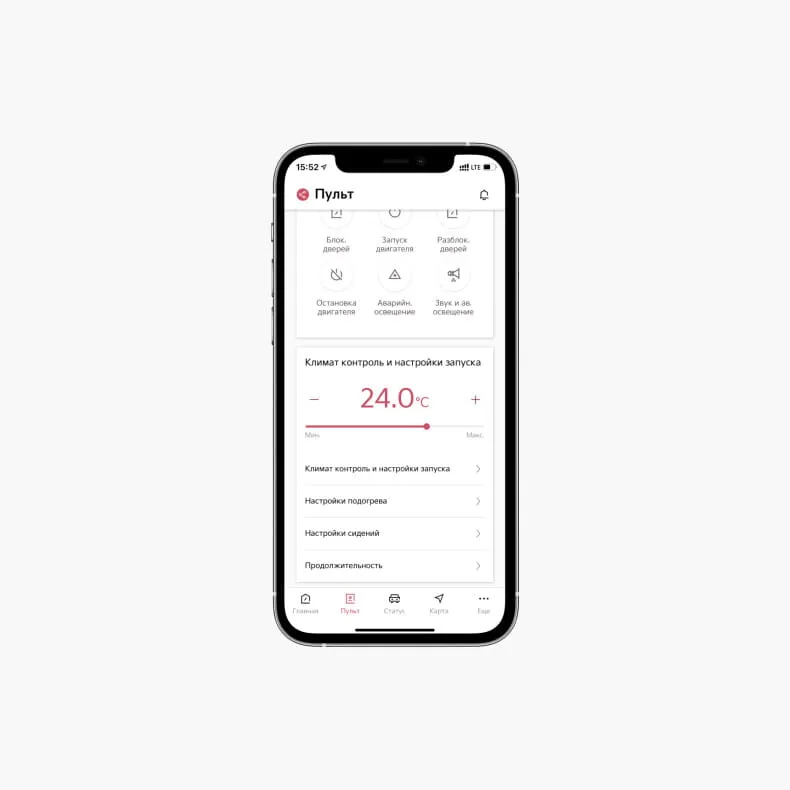 15:52
LTE
Пульт
Блок. Запуск Разблок.
дверей двигателя дверей
Остановка Аварийн. Звук и ав.
двигателя освещение освещение
Климат контроль и настройки запуска
− 24.0°C +
Мин. Макс.
Климат контроль и настройки запуска
Настройки подогрева
Настройки сидений
Продолжительность
Главная Пульт Статус Карта Еще